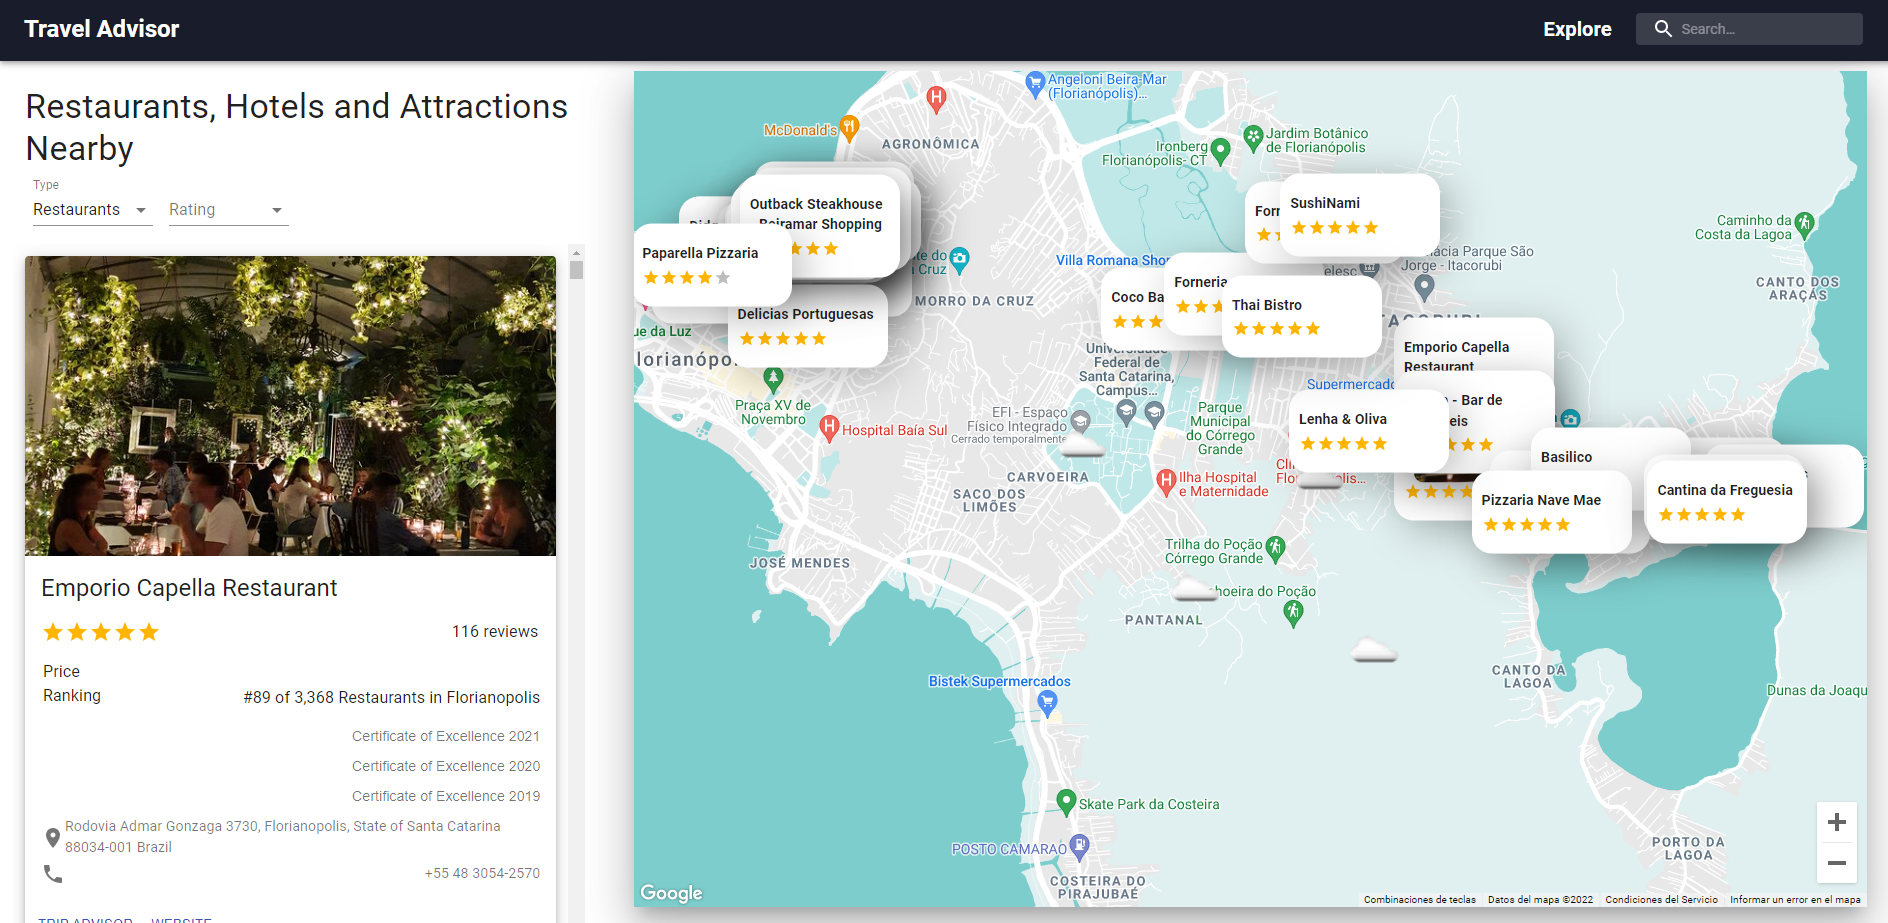 Travel Advisor
Explore
Search...
Restaurants, Hotels and Attractions
Nearby
Type
Restaurants
Rating
Emporio Capella Restaurant
116 reviews
Price
Ranking
#89 of 3,368 Restaurants in Florianopolis
Certificate of Excellence 2021
Certificate of Excellence 2020
Certificate of Excellence 2019
Rodovia Admar Gonzaga 3730, Florianopolis, State of Santa Catarina
88034-001 Brazil
+55 48 3054-2570
TRIP ADVISOR
WEBSITE
Angeloni Beira-Mar
(Florianópolis)...
McDonald's
AGRONÔMICA
Ironberg
Florianópolis- CT
Jardim Botânico
de Florianópolis
Outback Steakhouse
Beiramar Shopping
Paparella Pizzaria
Delicias Portuguesas
MORRO DA CRUZ
Villa Romana Shop
SushiNami
Forneria
Coco Ba
Thai Bistro
Jorge - Itacorubi
Parque São
Caminho da
Costa da Lagoa
CANTO DOS
ARAÇÁS
Emporio Capella
Restaurant
- Bar de
Lenha & Oliva
Basilico
Pizzaria Nave Mae
Cantina da Freguesia
ue da Luz
lorianópo
Praça XV de
Novembro
Hospital Baía Sul
Universidade
Federal de
Santa Catarina,
Campus...
EFI - Espaço
Físico Integrado
Cerrado temporalmente
Supermercado
Parque
Municipal
do Córrego
Grande
CARVOEIRA
SACO DOS
LIMÕES
Ilha Hospital
e Maternidade
Trilha do Poção
Córrego Grande
hoeira do Poção
JOSÉ MENDES
PANTANAL
Bistek Supermercados
CANTO DA
LAGOA
Dunas da Joaqu
Skate Park da Costeira
POSTO CAMARAÓ
COSTEIRA DO
PIRAJUBAÉ
PORTO DA
LAGOA
Google
Combinaciones de teclas
Datos del mapa ©2022
Condiciones del Servicio
Informar un error en el mapa